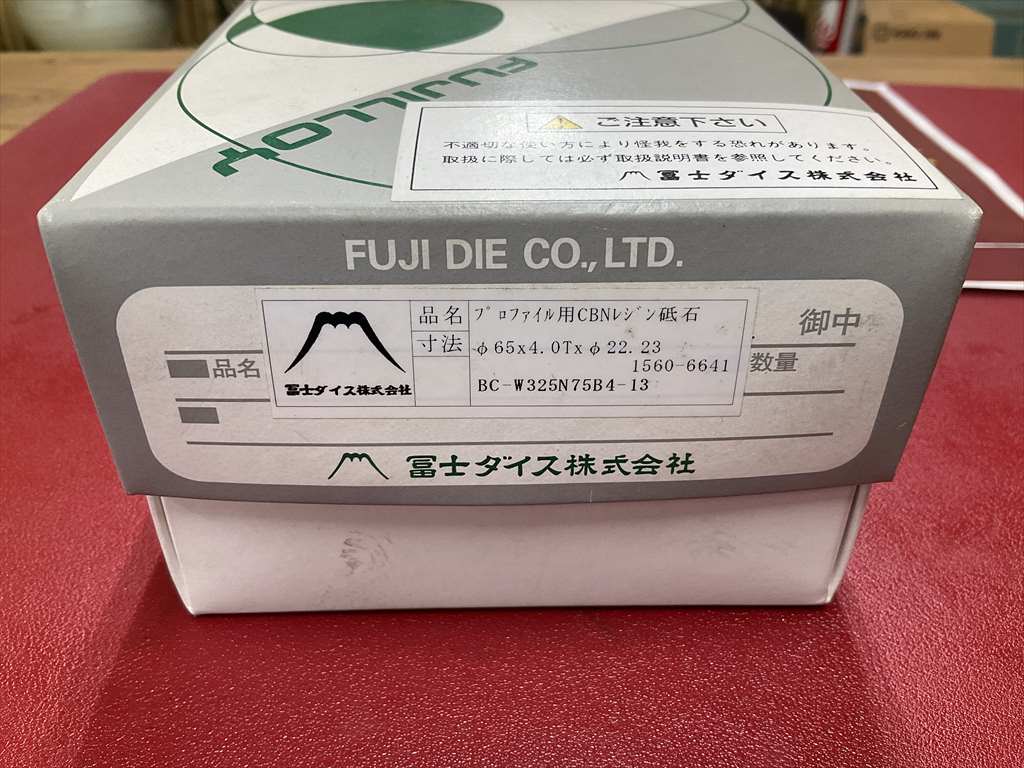 FUJILOY
ご注意下さい
不適切な使い方により怪我をする恐れがあります。
取扱に際しては必ず取扱説明書を参照してください。
冨士ダイス株式会社
FUJI DIE CO., LTD.
御中
品名
数量
冨士ダイス株式会社
品名 プロファイル用CBNレジン砥石
寸法 φ65x4.0Txφ22.23
1560-6641
BC-W325N75B4-13
冨士ダイス株式会社